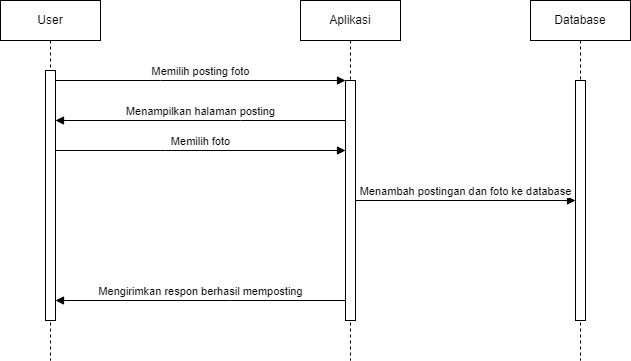 User
Aplikasi
Database
Memilih posting foto
Menampilkan halaman posting
Memilih foto
Menambah postingan dan foto ke database
Mengirimkan respon berhasil memposting